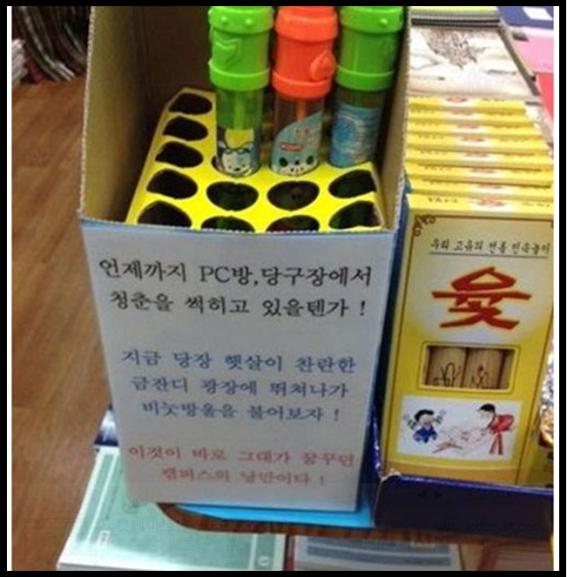 언제까지 PC방,당구장에서
청춘을 썩히고 있을텐가 !
지금 당장 햇살이 찬란한
금잔디 광장에 뛰쳐나가
비눗방울을 불어보자 !
이것이 바로 그대가 꿈꾸던
캠퍼스의 낭만이다 !
우리 고유의 전통 민속놀이
윷